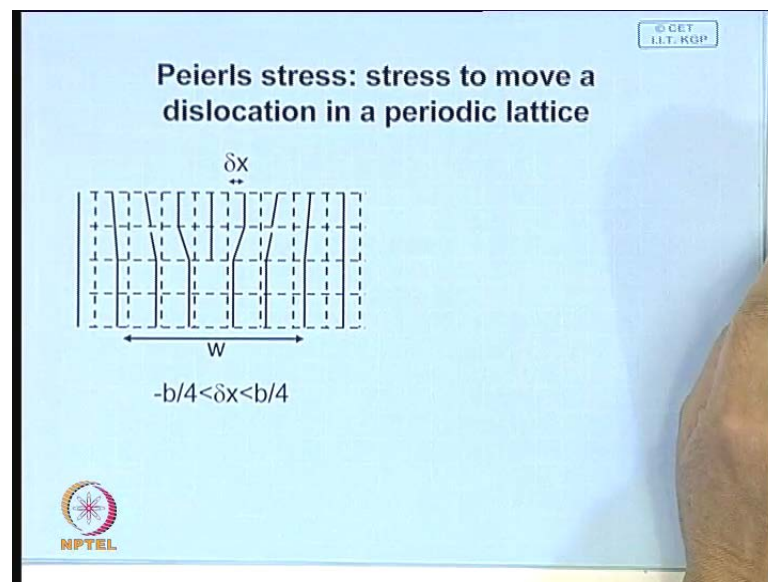 © CET
I.I.T. KGP
Peierls stress: stress to move a
dislocation in a periodic lattice
δx
w
-b/4<δx<b/4
NPTEL